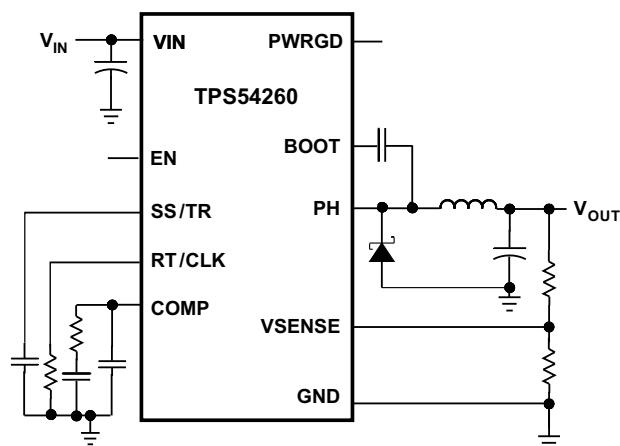 V_IN
VIN
PWRGD
TPS54260
BOOT
EN
SS/TR
PH
V_OUT
RT/CLK
COMP
VSENSE
GND